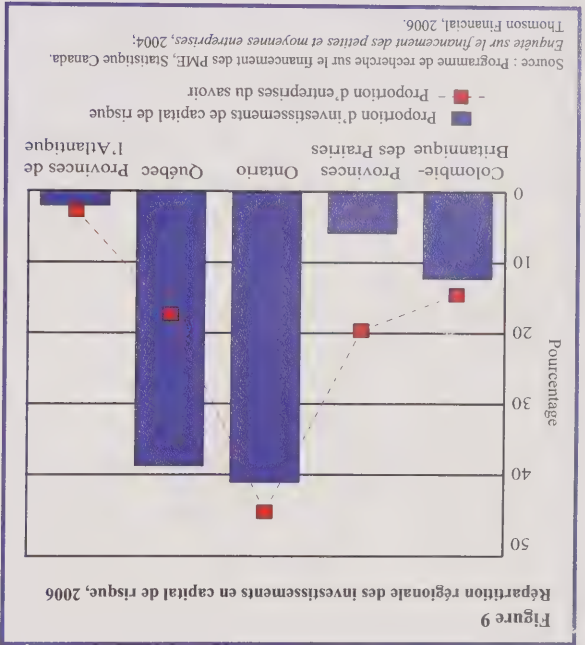 Figure 9
Répartition régionale des investissements en capital de risque, 2006
Pourcentage
50
40
30
20
10
0
Colombie-
Britannique
Provinces
des Prairies
Ontario
Québec
Provinces de
l'Atlantique
Proportion d'investissements de capital de risque
Proportion d'entreprises du savoir
Source : Programme de recherche sur le financement des PME, Statistique Canada.
Enquête sur le financement des petites et moyennes entreprises, 2004;
Thomson Financial, 2006.